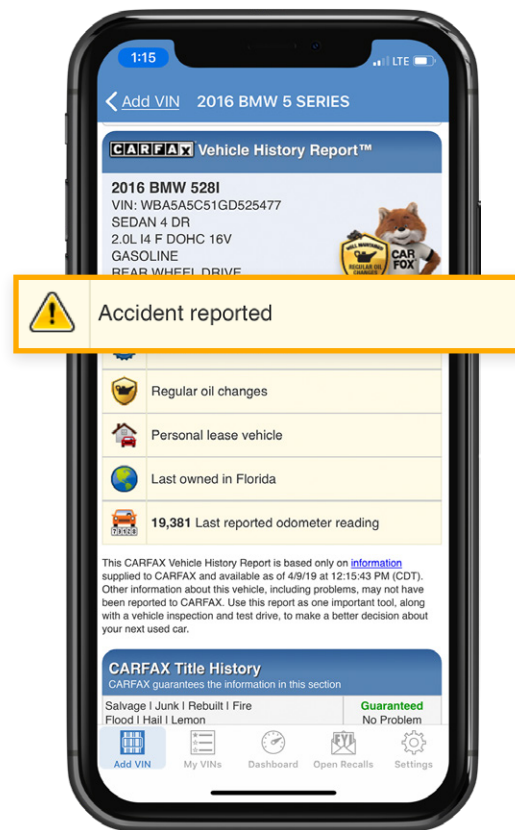 1:15
LTE
Add VIN 2016 BMW 5 SERIES
CARFAX Vehicle History Report™
2016 BMW 528I
VIN: WBA5A5C51GD525477
SEDAN 4 DR
2.0L I4 F DOHC 16V
GASOLINE
REAR WHEEL DRIVE
WELL MAINTAINED
REGULAR OIL
CHANGES
CAR
FOX
Accident reported
Regular oil changes
Personal lease vehicle
Last owned in Florida
19,381 Last reported odometer reading
This CARFAX Vehicle History Report is based only on information
supplied to CARFAX and available as of 4/9/19 at 12:15:43 PM (CDT).
Other information about this vehicle, including problems, may not have
been reported to CARFAX. Use this report as one important tool, along
with a vehicle inspection and test drive, to make a better decision about
your next used car.
CARFAX Title History
CARFAX guarantees the information in this section
Salvage | Junk | Rebuilt | Fire
Flood | Hail | Lemon
Guaranteed
No Problem
FYI
Add VIN My VINs Dashboard Open Recalls Settings